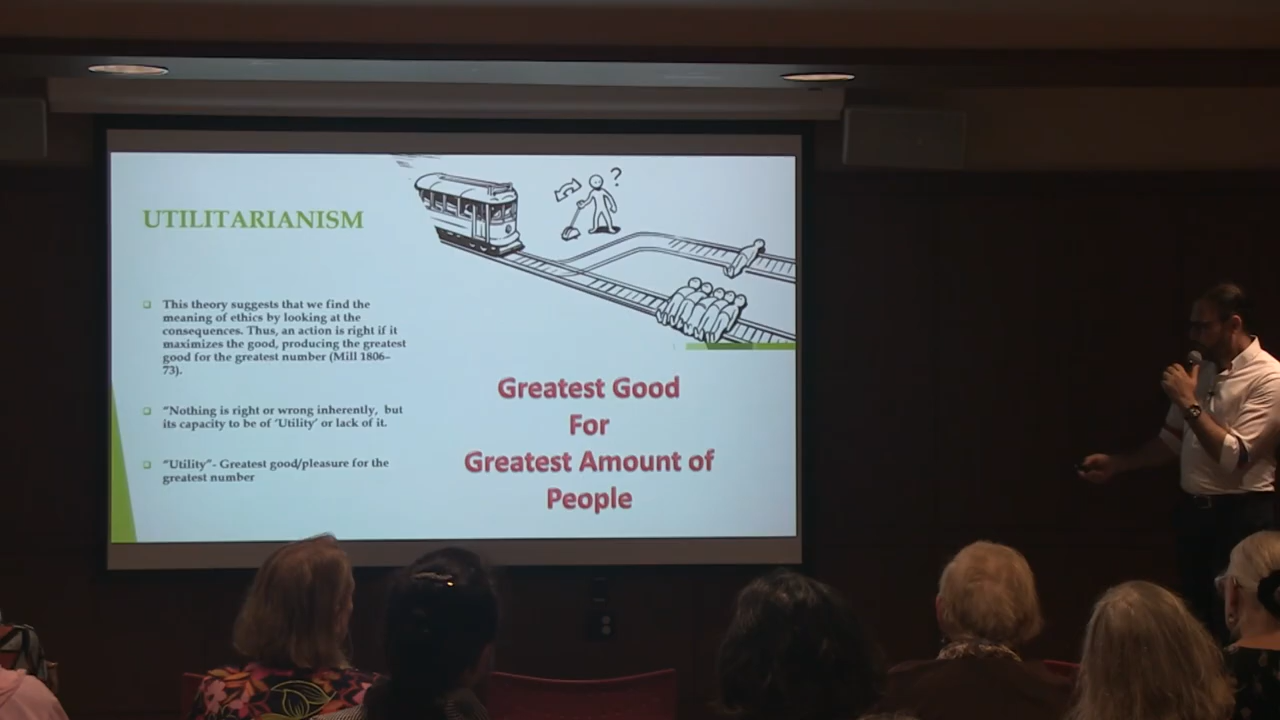 UTILITARIANISM
This theory suggests that we find the
meaning of ethics by looking at the
consequences. Thus, an action is right if it
maximizes the good, producing the greatest
good for the greatest number (Mill 1806–
73).
"Nothing is right or wrong inherently, but
its capacity to be of 'Utility' or lack of it.
"Utility"- Greatest good/pleasure for the
greatest number
?
Greatest Good
For
Greatest Amount of
People